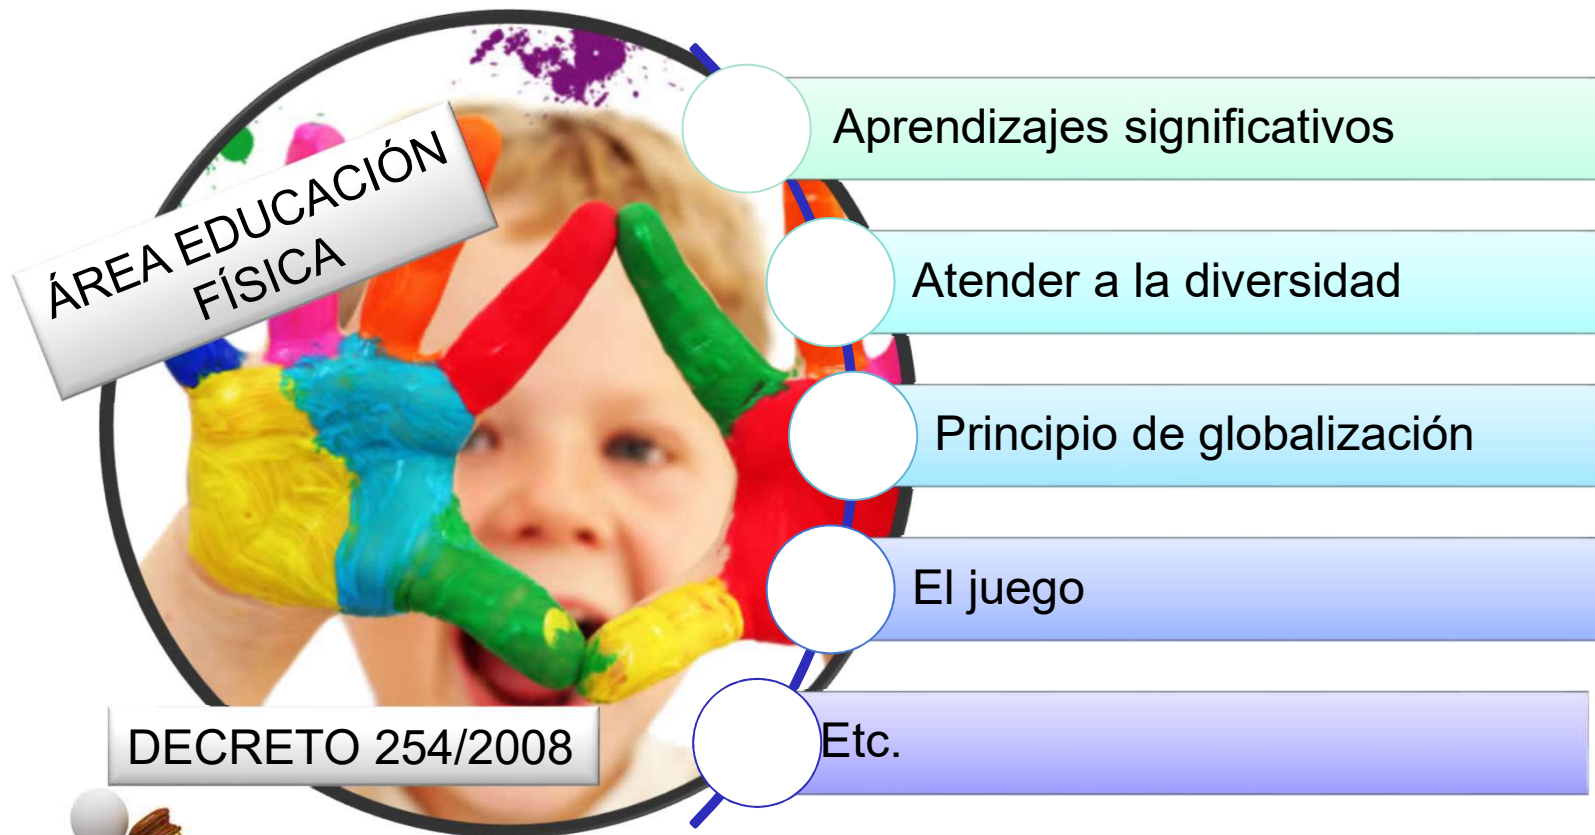 ÁREA EDUCACIÓN
FÍSICA
Aprendizajes significativos
Atender a la diversidad
Principio de globalización
El juego
Etc.
DECRETO 254/2008